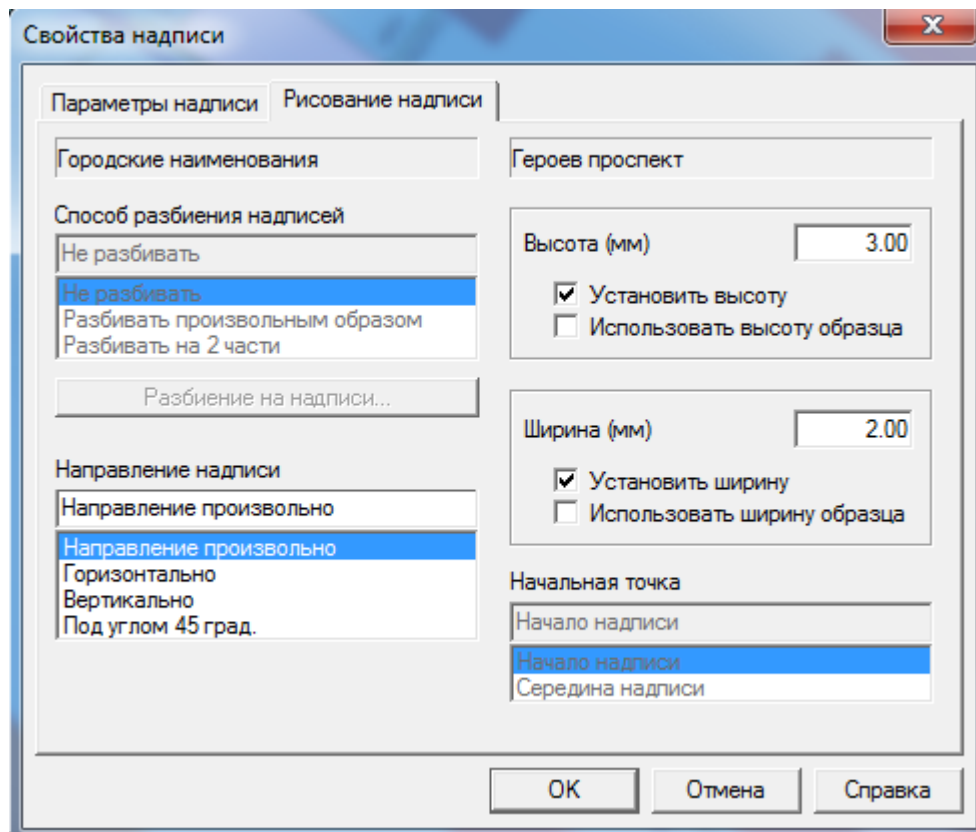 Свойства надписи
Параметры надписи
Рисование надписи
Городские наименования
Способ разбиения надписей
Не разбивать
Не разбивать
Разбивать произвольным образом
Разбивать на 2 части
Разбиение на надписи...
Направление надписи
Направление произвольно
Направление произвольно
Горизонтально
Вертикально
Под углом 45 град.
Героев проспект
Высота (мм) 3.00
Установить высоту
Использовать высоту образца
Ширина (мм) 2.00
Установить ширину
Использовать ширину образца
Начальная точка
Начало надписи
Начало надписи
Середина надписи
OK
Отмена
Справка